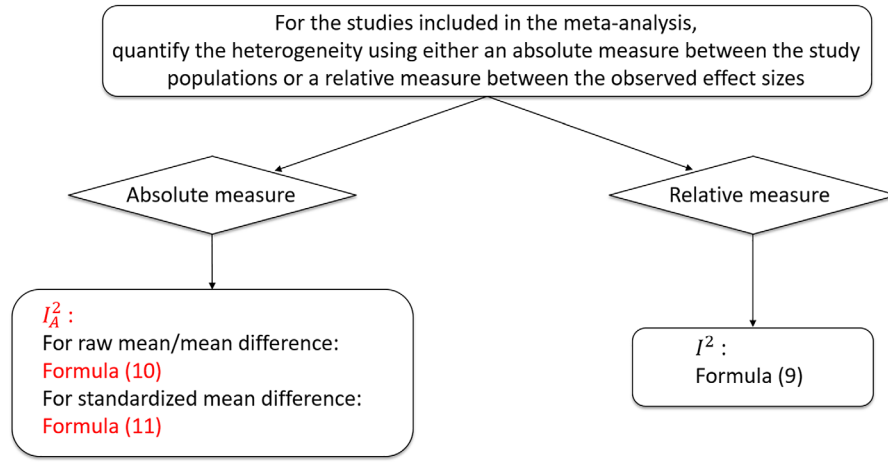 For the studies included in the meta-analysis,
quantify the heterogeneity using either an absolute measure between the study
populations or a relative measure between the observed effect sizes
Absolute measure
Relative measure
I_A^2 :
For raw mean/mean difference:
Formula (10)
For standardized mean difference:
Formula (11)
I^2 :
Formula (9)